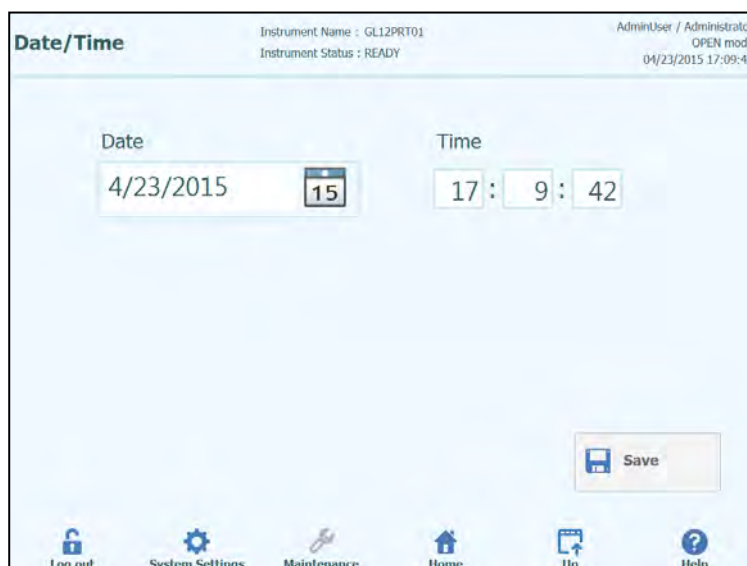 Date/Time
Instrument Name : GL12PRT01
Instrument Status : READY
AdminUser / Administrato
OPEN mod
04/23/2015 17:09:4
Date
Time
4/23/2015
15
17 : 9 : 42
Save
Log out
System Settings
Maintenance
Home
Up
Help